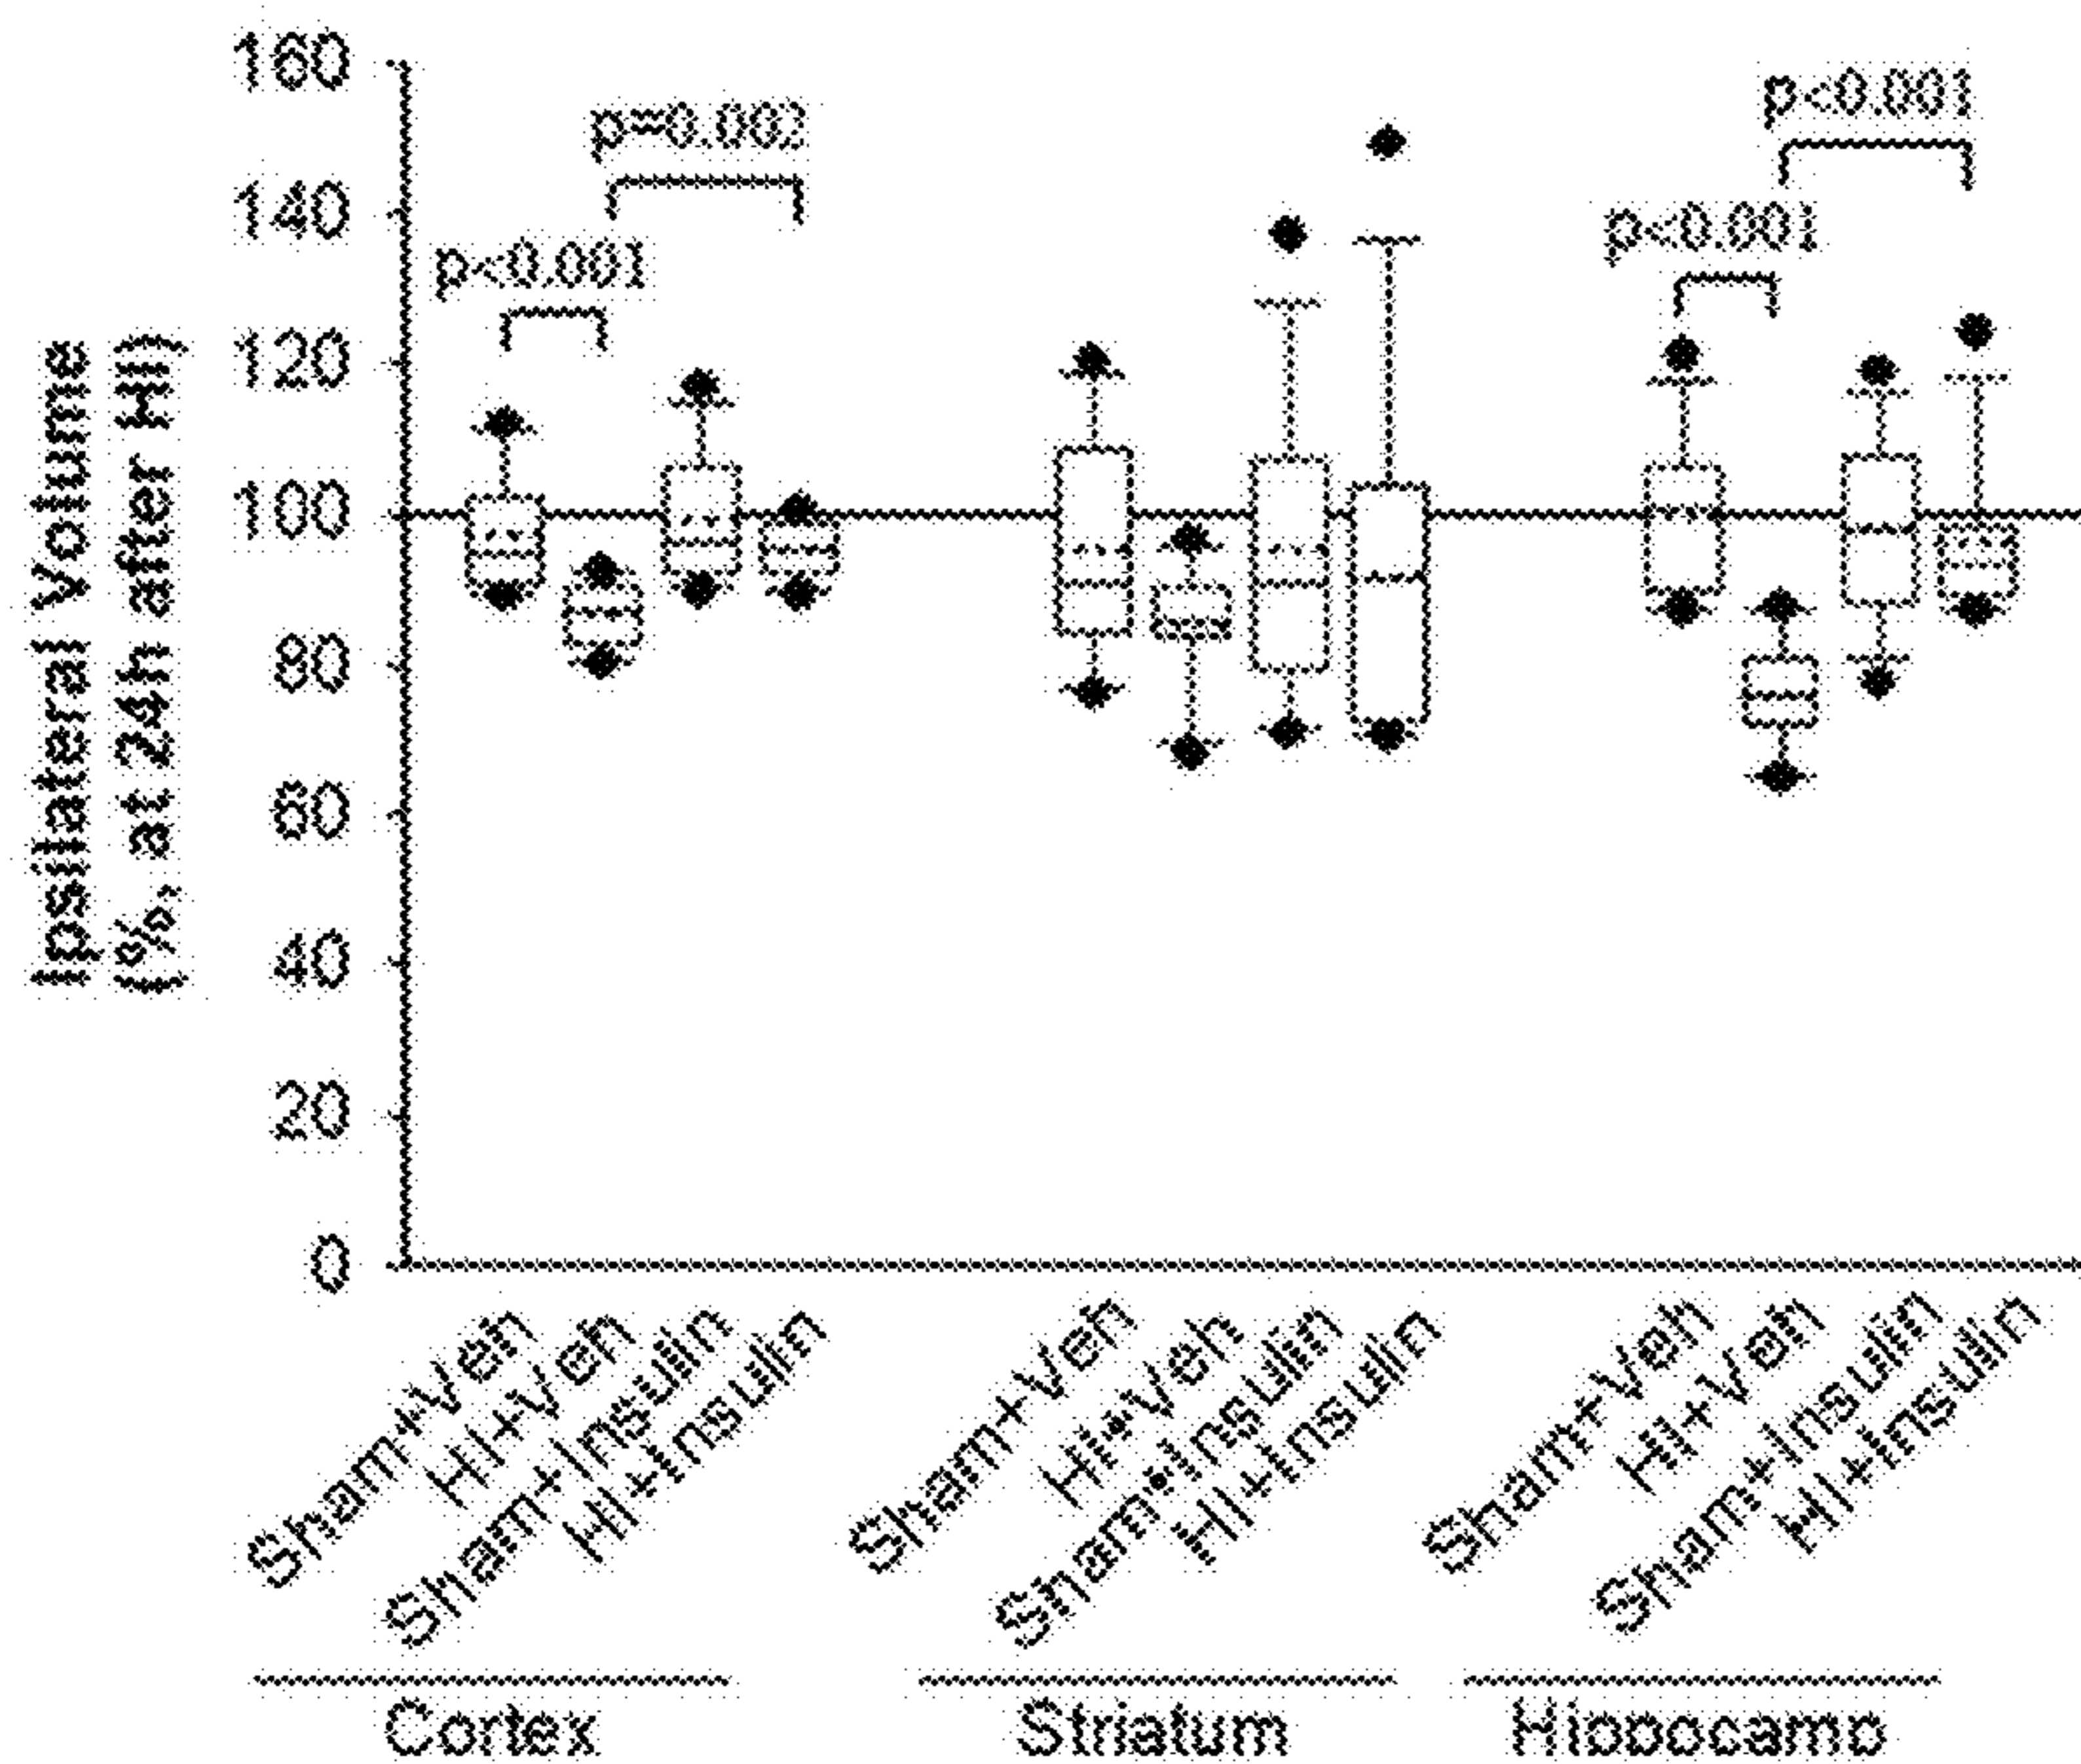 Ipsilateral Volume
(%, at 24h after HI)
160
140
120
100
80
60
40
20
0
p=0.002
p<0.001
p<0.001
p<0.001
Sham+Veh
HI+Veh
Sham+Insulin
HI+Insulin
Sham+Veh
HI+Veh
Sham+Insulin
HI+Insulin
Sham+Veh
HI+Veh
Sham+Insulin
HI+Insulin
Cortex
Striatum
Hippocamp